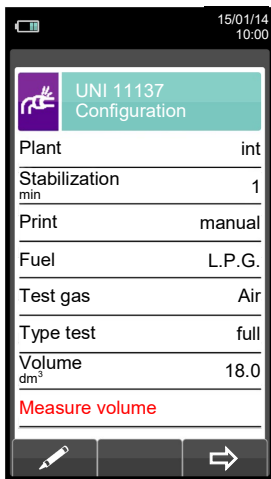 15/01/14
10:00
UNI 11137
Configuration
Plant int
Stabilization 1
min
Print manual
Fuel L.P.G.
Test gas Air
Type test full
Volume 18.0
dm³
Measure volume